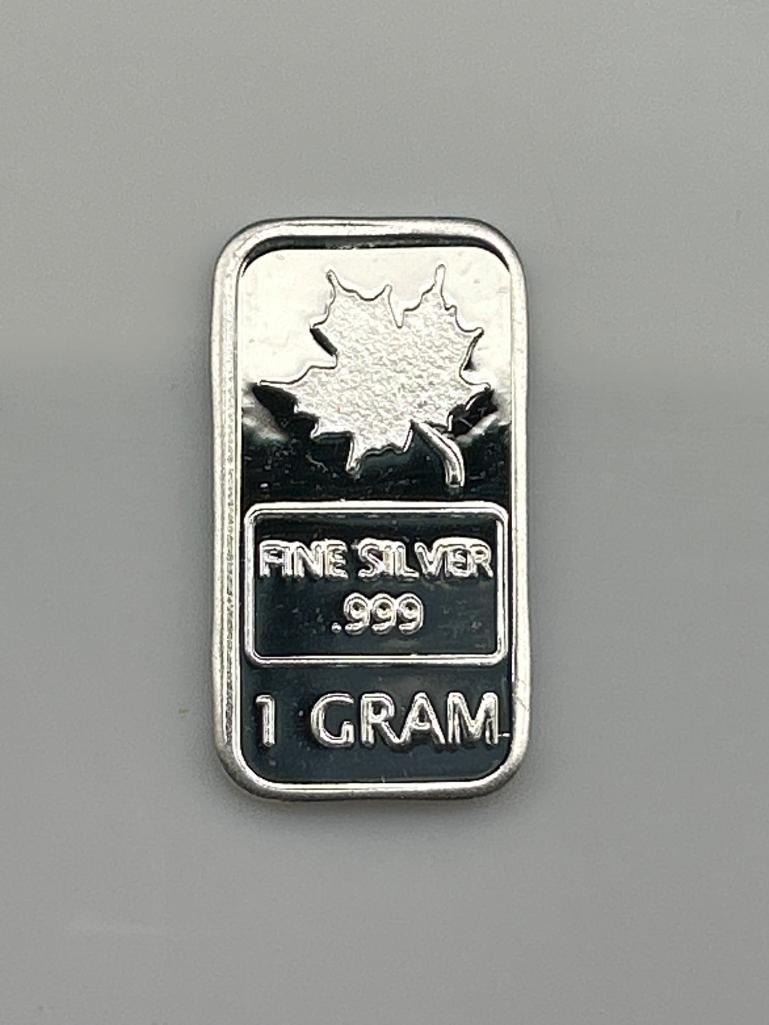 FINE SILVER
.999
1 GRAM